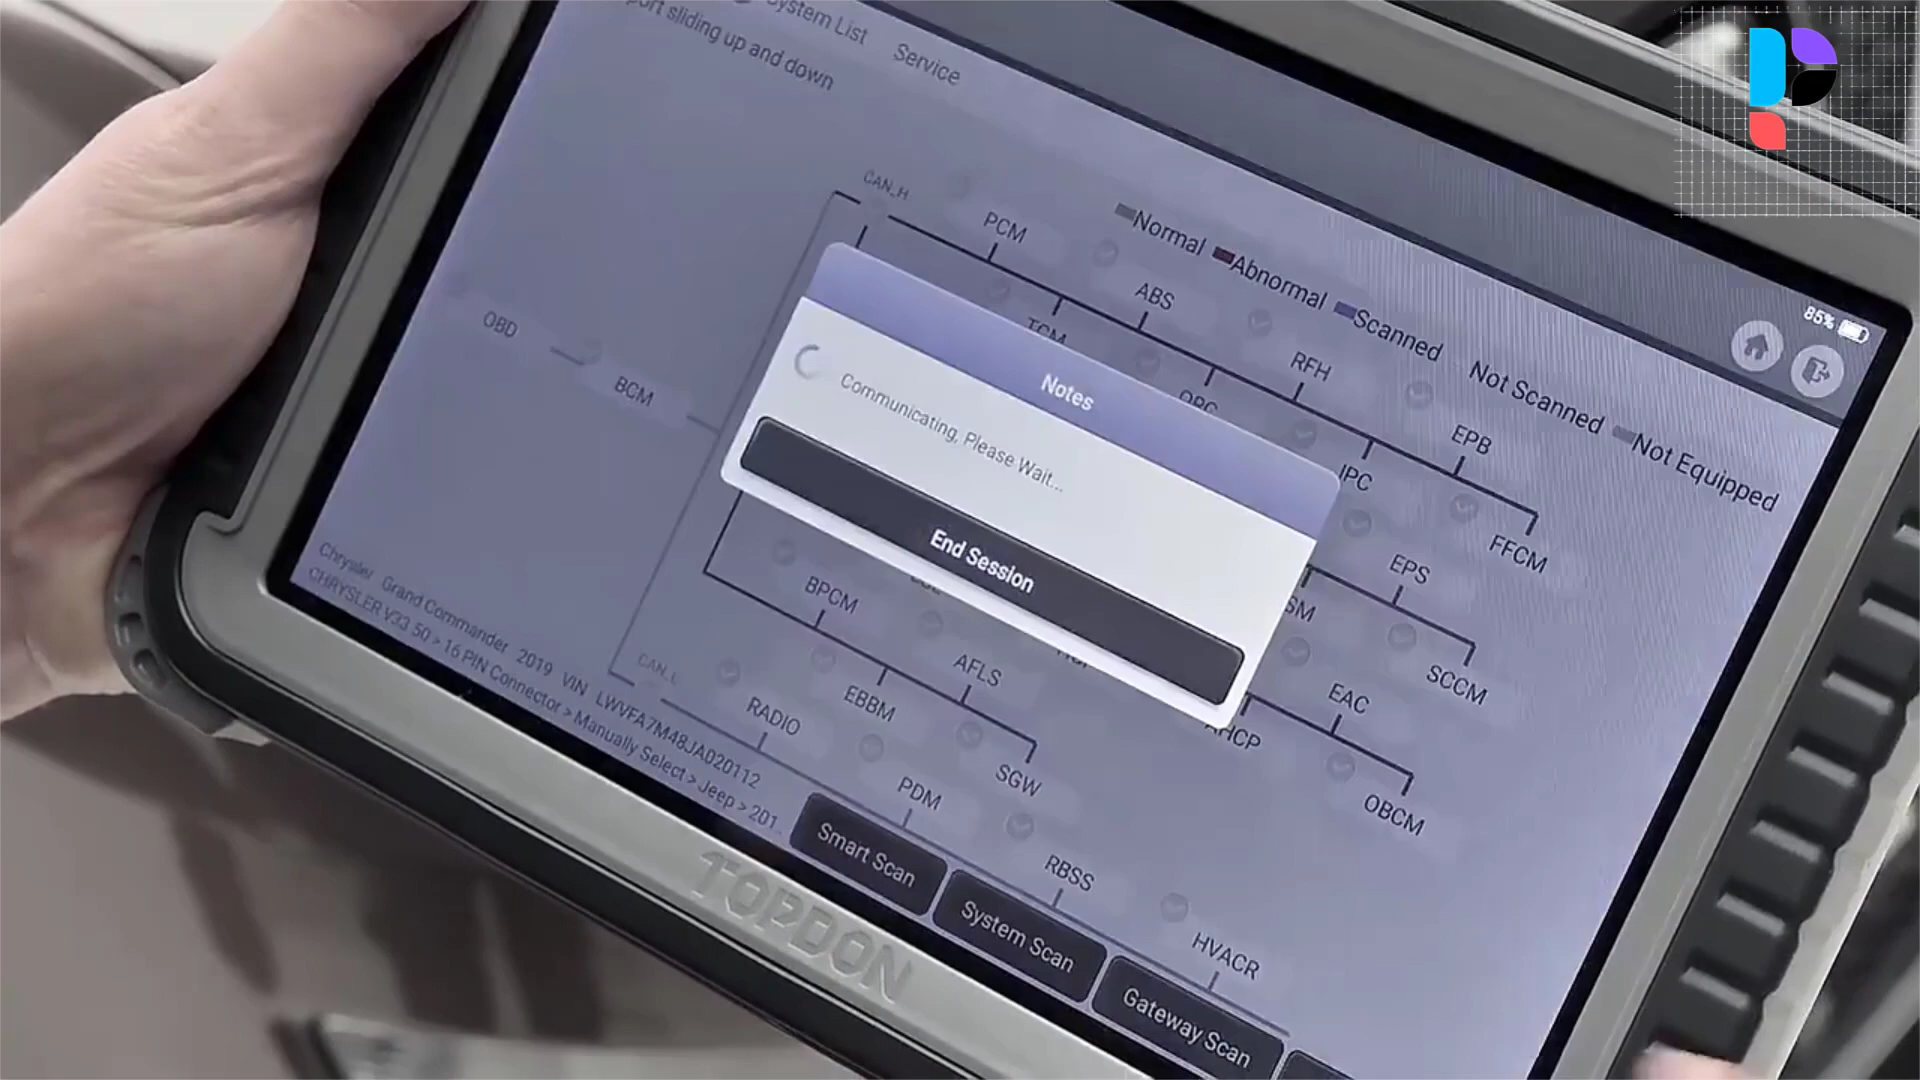 System List
Service
port sliding up and down
CAN_H
PCM
Normal
Abnormal
Scanned
Not Scanned
Not Equipped
85%
ABS
TCM
RFH
OBD
BCM
Notes
ORC
EPB
Communicating, Please Wait...
IPC
FFCM
End Session
EPS
BPCM
SCCM
AFLS
EAC
EBBM
AHCP
CAN_L
RADIO
SGW
OBCM
PDM
RBSS
HVACR
Chrysler Grand Commander 2019 VIN LWVFA7M48JA020112
CHRYSLER V33.50 > 16 PIN Connector > Manually Select > Jeep > 201...
Smart Scan
System Scan
Gateway Scan
TOPDON